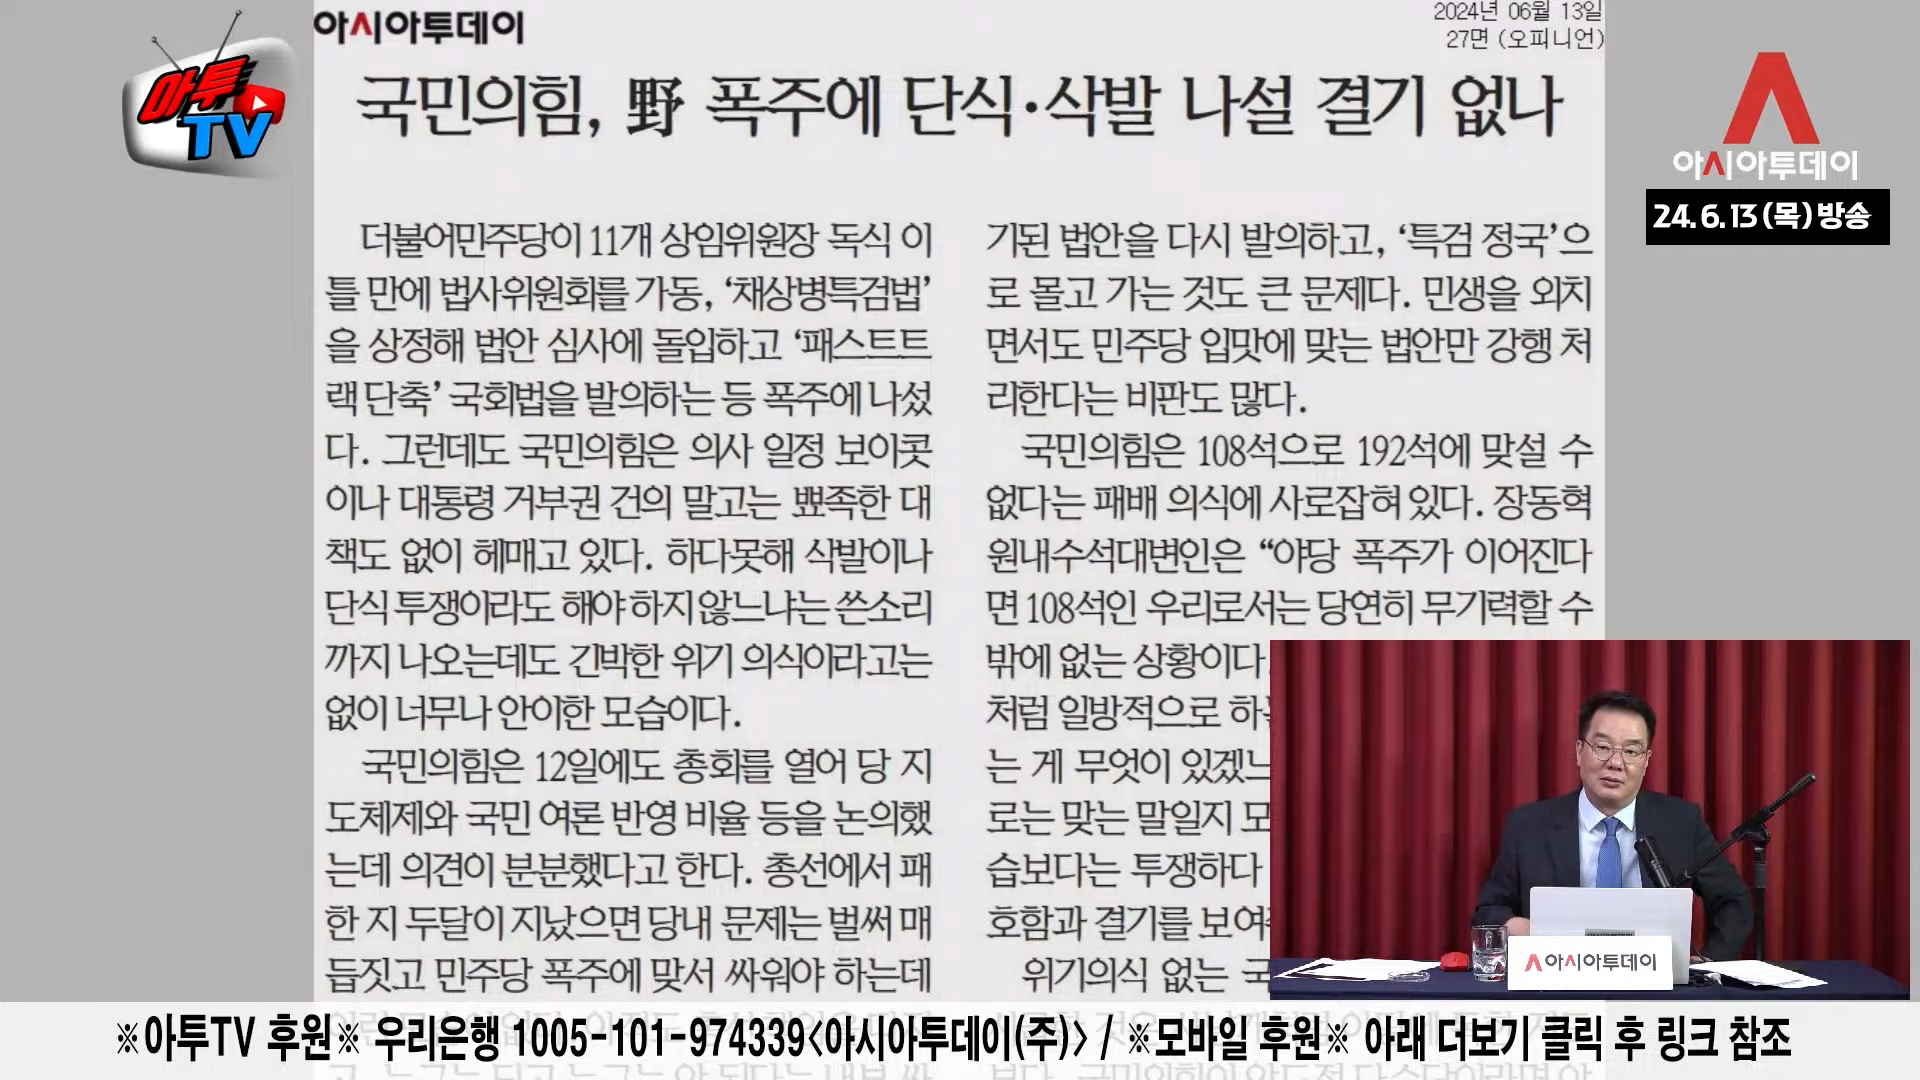 아투
TV
아시아투데이
2024년 06월 13일
27면 (오피니언)
국민의힘, 野 폭주에 단식·삭발 나설 결기 없나
아시아투데이
24. 6. 13 (목) 방송
더불어민주당이 11개 상임위원장 독식 이
틀 만에 법사위원회를 가동, ‘채상병특검법’
을 상정해 법안 심사에 돌입하고 ‘패스트트
랙 단축’ 국회법을 발의하는 등 폭주에 나섰
다. 그런데도 국민의힘은 의사 일정 보이콧
이나 대통령 거부권 건의 말고는 뾰족한 대
책도 없이 헤매고 있다. 하다못해 삭발이나
단식 투쟁이라도 해야 하지 않느냐는 쓴소리
까지 나오는데도 긴박한 위기 의식이라고는
없이 너무나 안이한 모습이다.
국민의힘은 12일에도 총회를 열어 당 지
도체제와 국민 여론 반영 비율 등을 논의했
는데 의견이 분분했다고 한다. 총선에서 패
한 지 두달이 지났으면 당내 문제는 벌써 매
듭짓고 민주당 폭주에 맞서 싸워야 하는데
기된 법안을 다시 발의하고, ‘특검 정국’으
로 몰고 가는 것도 큰 문제다. 민생을 외치
면서도 민주당 입맛에 맞는 법안만 강행 처
리한다는 비판도 많다.
국민의힘은 108석으로 192석에 맞설 수
없다는 패배 의식에 사로잡혀 있다. 장동혁
원내수석대변인은 “야당 폭주가 이어진다
면 108석인 우리로서는 당연히 무기력할 수
밖에 없는 상황이다
처럼 일방적으로 하
는 게 무엇이 있겠느
로는 맞는 말일지 모
습보다는 투쟁하다
호함과 결기를 보여
위기의식 없는 국
아시아투데이
※아투TV 후원※ 우리은행 1005-101-974339<아시아투데이(주)> / ※모바일 후원※ 아래 더보기 클릭 후 링크 참조